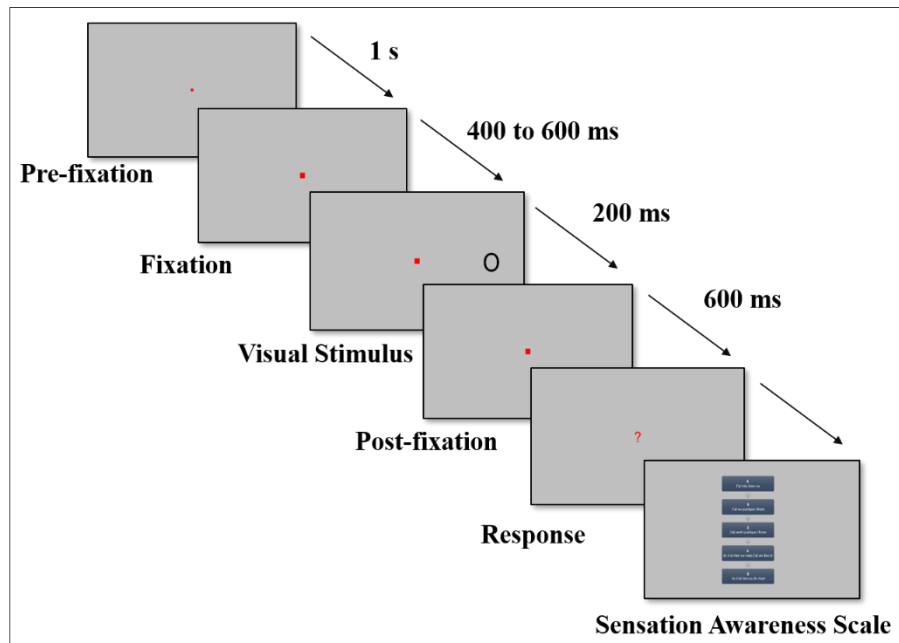 1 s
Pre-fixation
400 to 600 ms
Fixation
200 ms
O
Visual Stimulus
600 ms
Post-fixation
?
Response
Sensation Awareness Scale